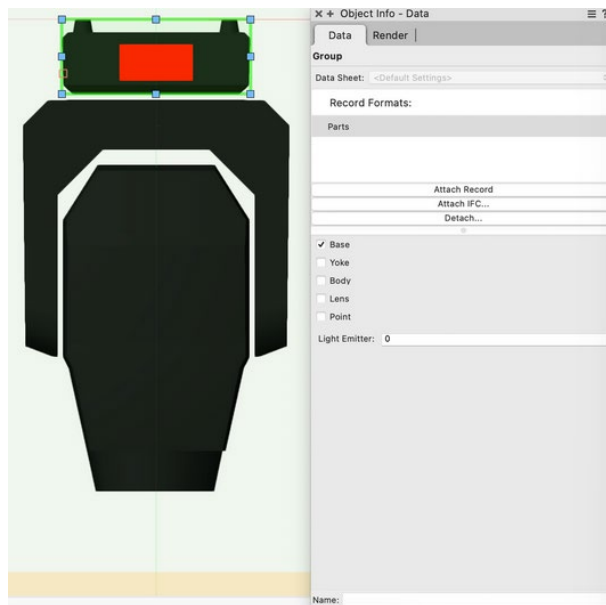 Object Info - Data
Data
Render
Group
Data Sheet: <Default Settings>
Record Formats:
Parts
Attach Record
Attach IFC...
Detach...
Base
Yoke
Body
Lens
Point
Light Emitter: 0
Name: